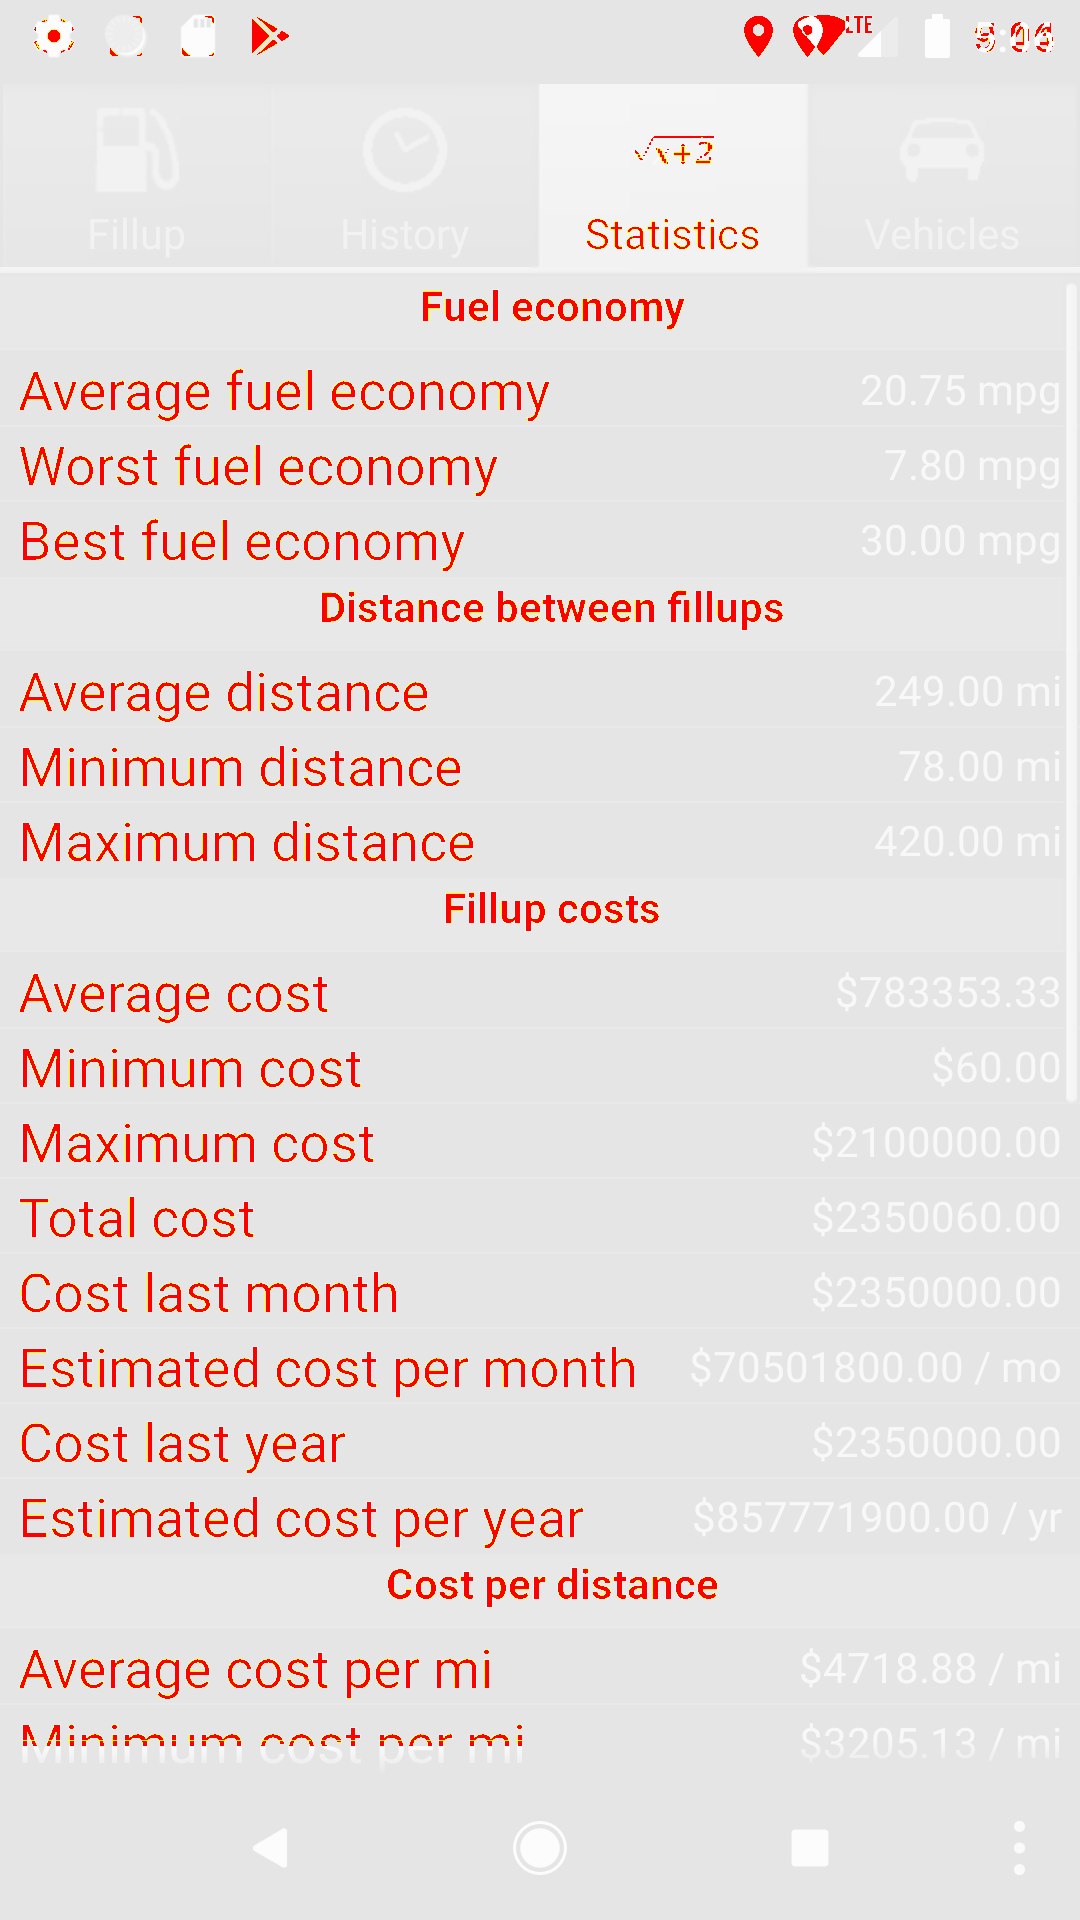 LTE
Fillup History Statistics Vehicles
√x+2
Fuel economy
Average fuel economy 20.75 mpg
Worst fuel economy 7.80 mpg
Best fuel economy 30.00 mpg
Distance between fillups
Average distance 249.00 mi
Minimum distance 78.00 mi
Maximum distance 420.00 mi
Fillup costs
Average cost $783353.33
Minimum cost $60.00
Maximum cost $2100000.00
Total cost $2350060.00
Cost last month $2350000.00
Estimated cost per month $70501800.00 / mo
Cost last year $2350000.00
Estimated cost per year $857771900.00 / yr
Cost per distance
Average cost per mi $4718.88 / mi
Minimum cost per mi $3205.13 / mi